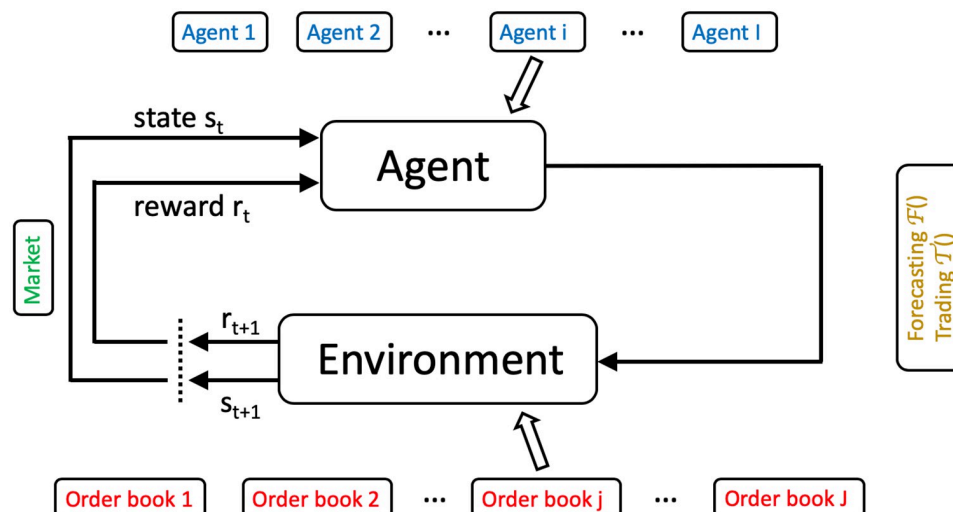 Agent 1 Agent 2 ... Agent i ... Agent I
state s_t
Agent
reward r_t
Market
Forecasting ℱ()
Trading 𝒯()
r_{t+1}
Environment
s_{t+1}
Order book 1 Order book 2 ... Order book j ... Order book J